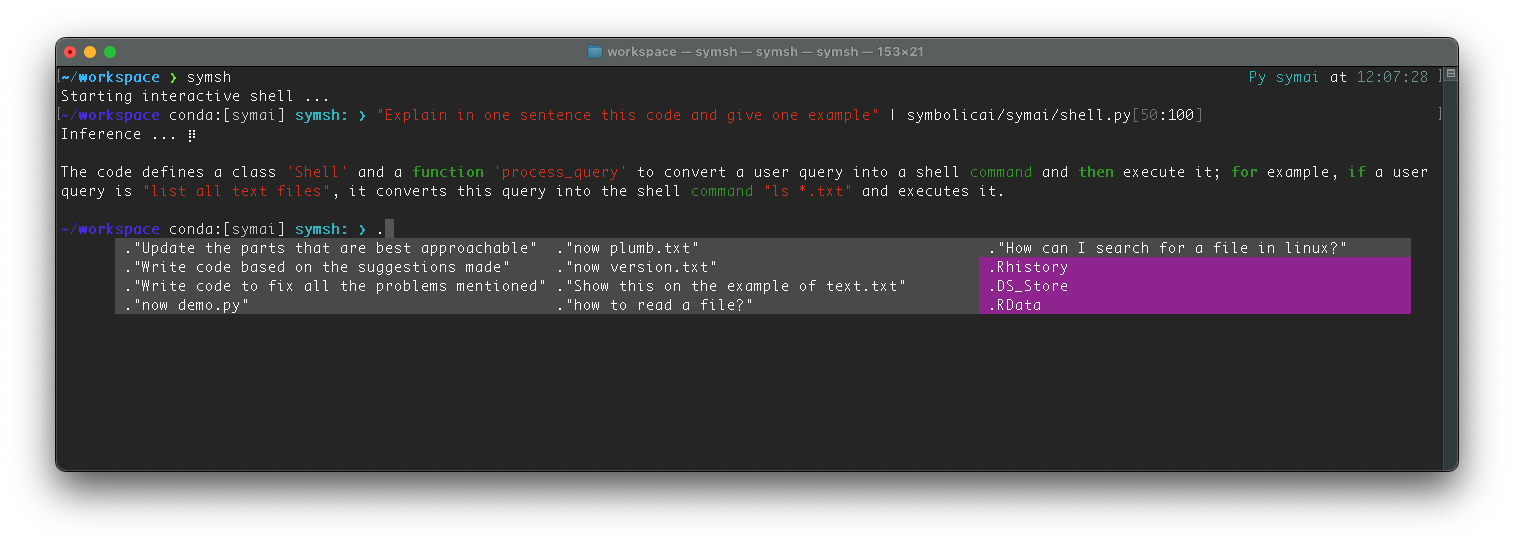 workspace — symsh — symsh — symsh — 153×21
[~/workspace ❯ symsh Py symai at 12:07:28 ]
Starting interactive shell ...
[~/workspace conda:[symai] symsh: ❯ "Explain in one sentence this code and give one example" | symbolicai/symai/shell.py[50:100] ]
Inference ...

The code defines a class 'Shell' and a function 'process_query' to convert a user query into a shell command and then execute it; for example, if a user
query is "list all text files", it converts this query into the shell command "ls *.txt" and executes it.

~/workspace conda:[symai] symsh: ❯ .
."Update the parts that are best approachable" ."now plumb.txt" ."How can I search for a file in linux?"
."Write code based on the suggestions made" ."now version.txt" .Rhistory
."Write code to fix all the problems mentioned" ."Show this on the example of text.txt" .DS_Store
."now demo.py" ."how to read a file?" .RData